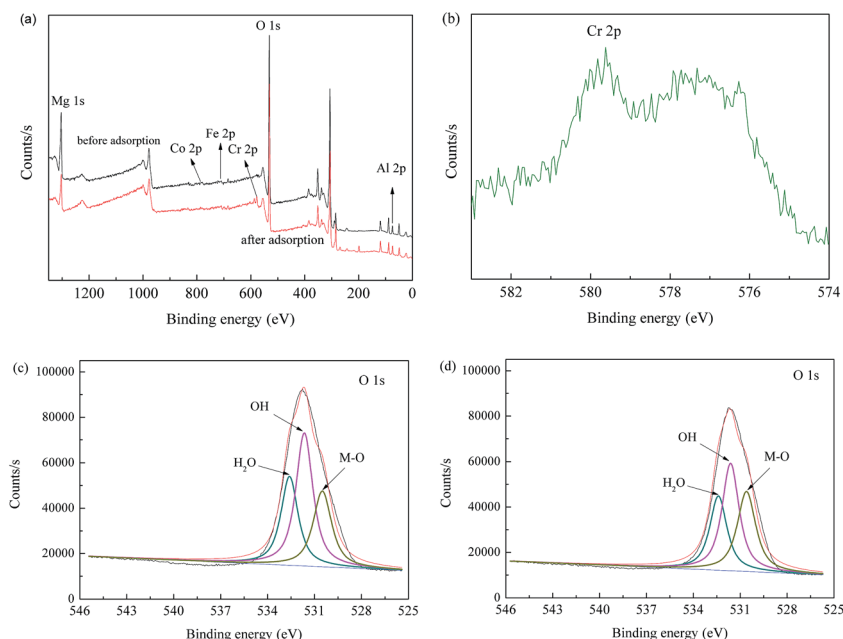 (a)
O 1s
Mg 1s
before adsorption
Co 2p
Fe 2p
Cr 2p
Al 2p
after adsorption
Counts/s
1200 1000 800 600 400 200 0
Binding energy (eV)
(b)
Cr 2p
Counts/s
582 580 578 576 574
Binding energy (eV)
(c)
O 1s
100000
80000
60000
40000
20000
0
OH
H₂O
M-O
Counts/s
546 543 540 537 534 531 528 525
Binding energy (eV)
(d)
O 1s
100000
80000
60000
40000
20000
0
OH
H₂O
M-O
Counts/s
546 543 540 537 534 531 528 525
Binding energy (eV)